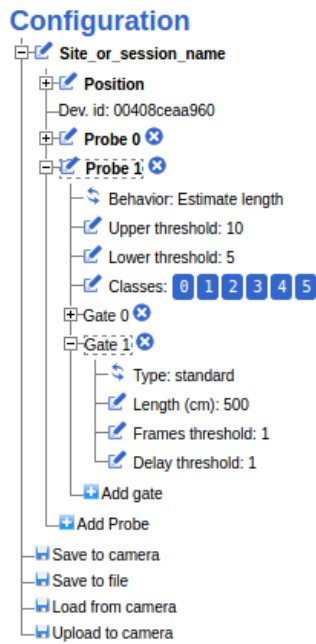 Configuration
Site_or_session_name
Position
Dev. id: 00408ceaa960
Probe 0
Probe 1
Behavior: Estimate length
Upper threshold: 10
Lower threshold: 5
Classes: 0 1 2 3 4 5
Gate 0
Gate 1
Type: standard
Length (cm): 500
Frames threshold: 1
Delay threshold: 1
Add gate
Add Probe
Save to camera
Save to file
Load from camera
Upload to camera